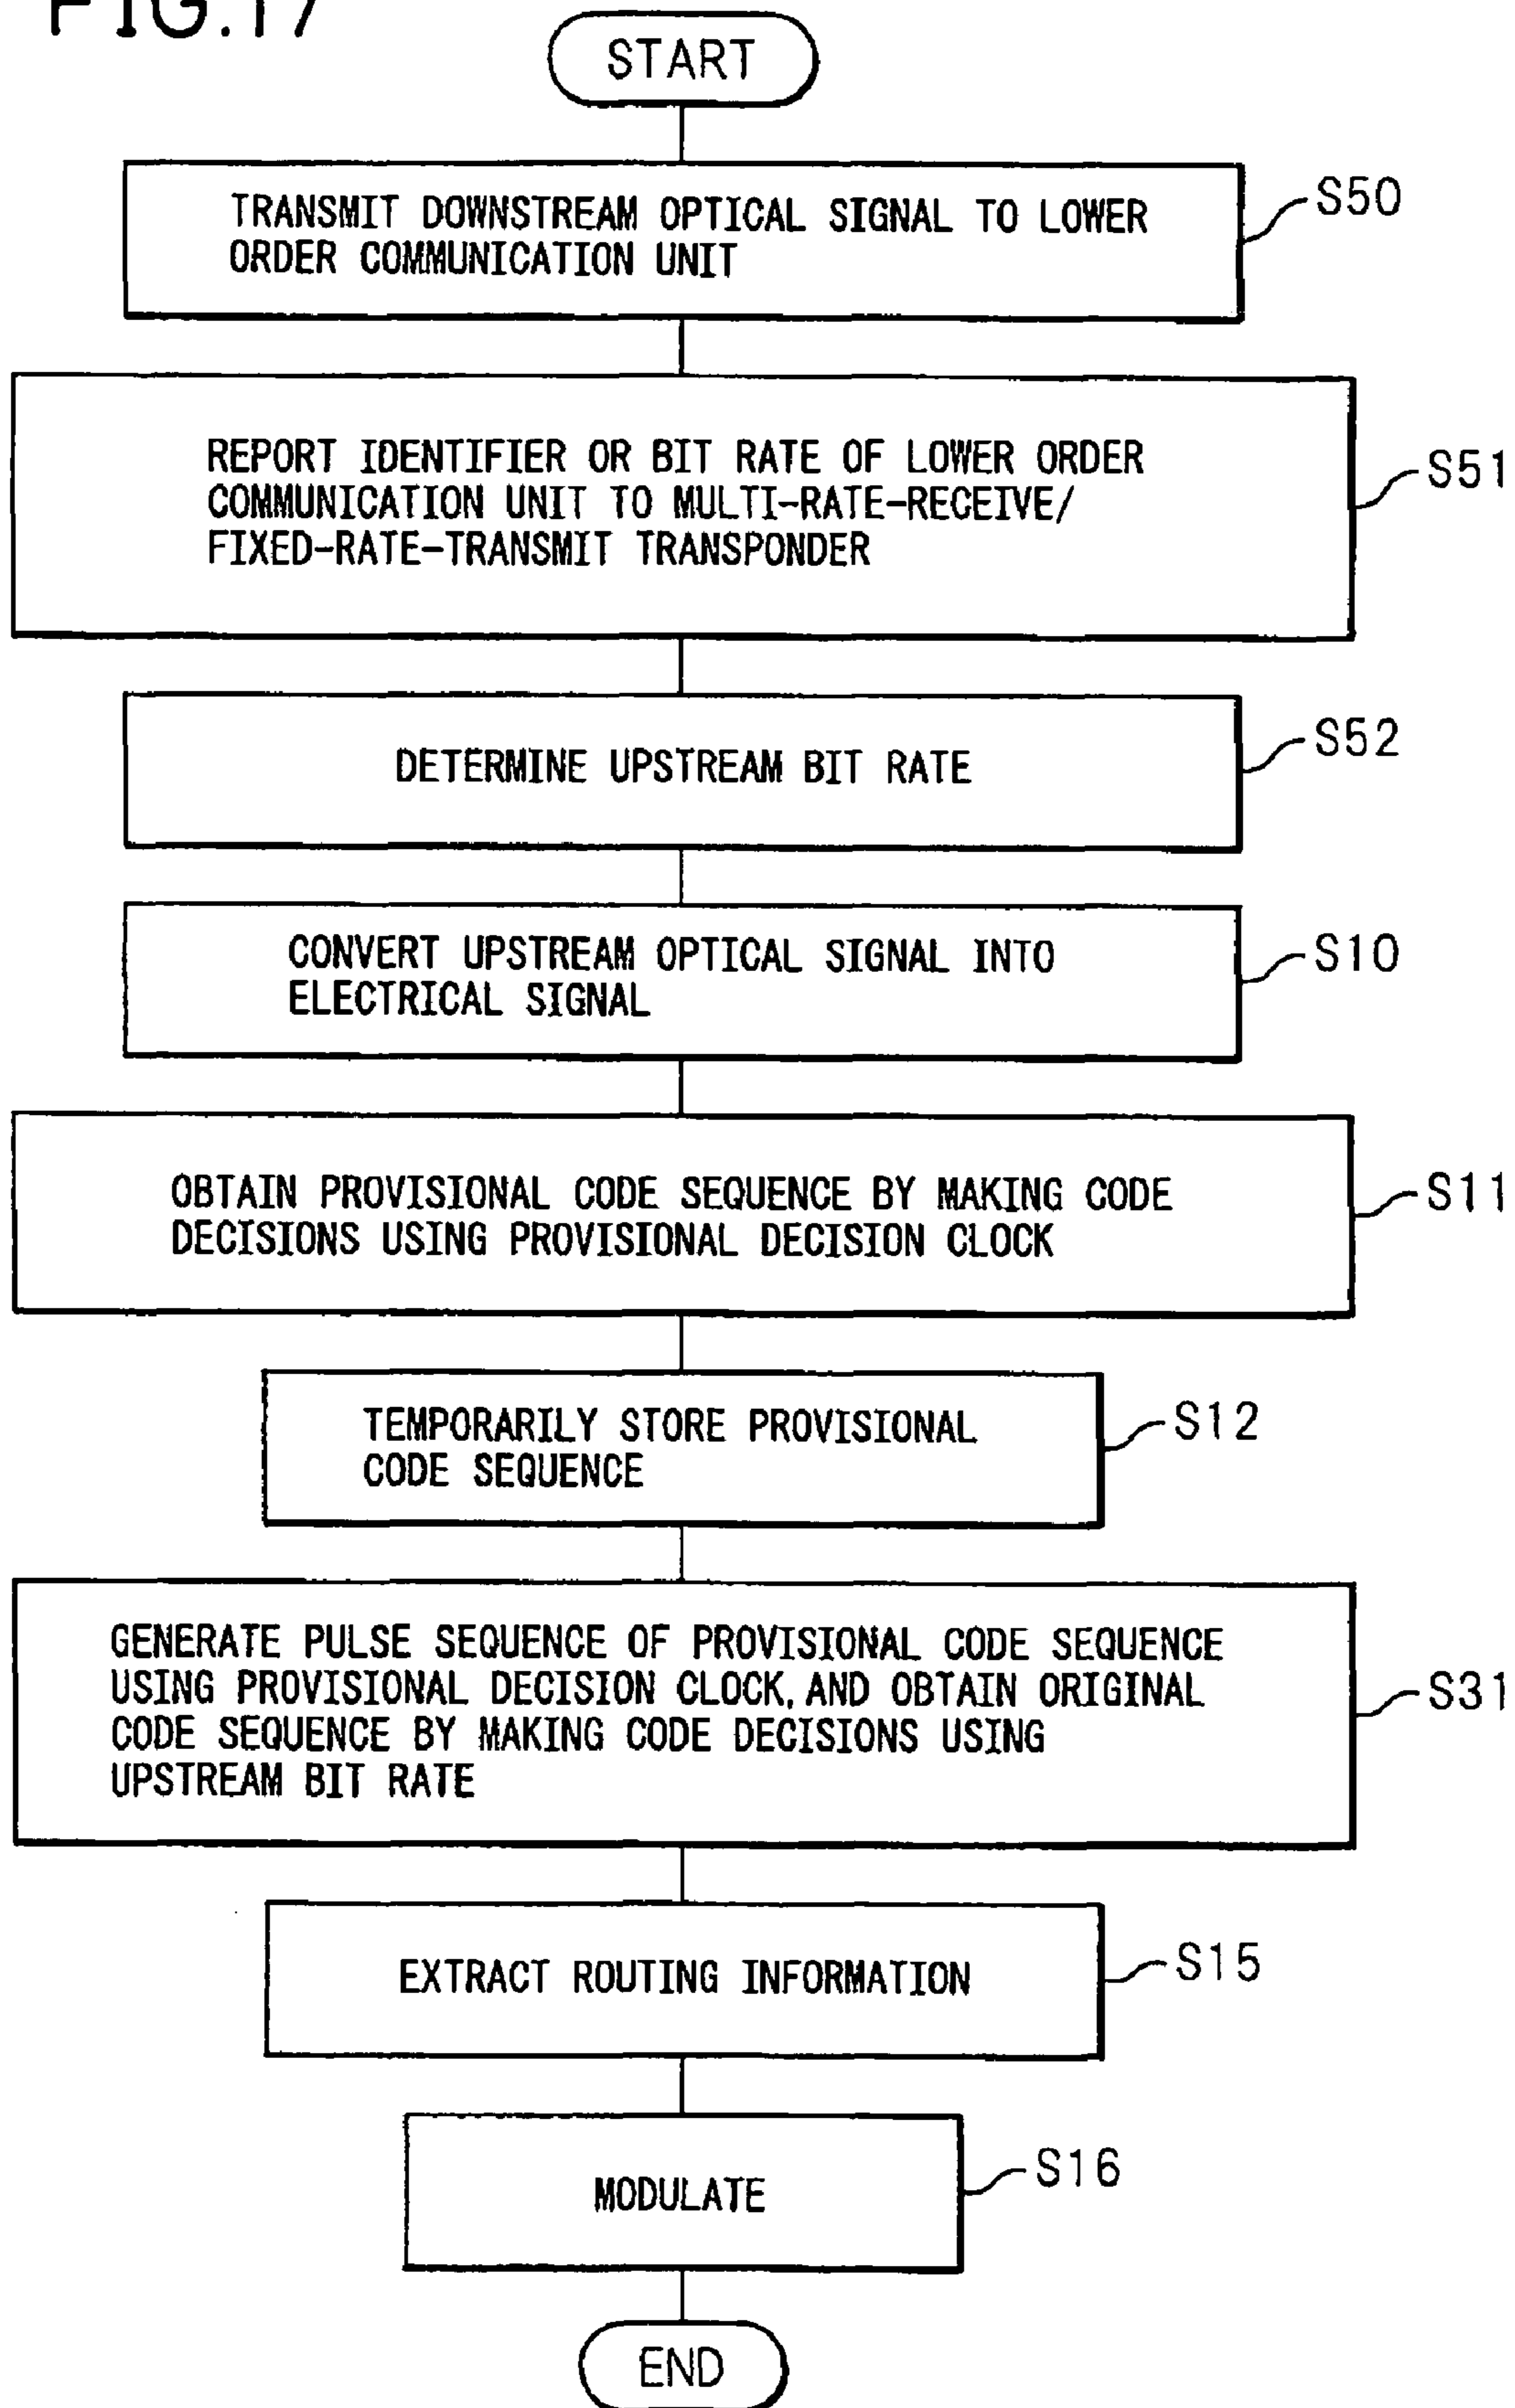 FIG.17
START
TRANSMIT DOWNSTREAM OPTICAL SIGNAL TO LOWER
ORDER COMMUNICATION UNIT
S50
REPORT IDENTIFIER OR BIT RATE OF LOWER ORDER
COMMUNICATION UNIT TO MULTI-RATE-RECEIVE/
FIXED-RATE-TRANSMIT TRANSPONDER
S51
DETERMINE UPSTREAM BIT RATE
S52
CONVERT UPSTREAM OPTICAL SIGNAL INTO
ELECTRICAL SIGNAL
S10
OBTAIN PROVISIONAL CODE SEQUENCE BY MAKING CODE
DECISIONS USING PROVISIONAL DECISION CLOCK
S11
TEMPORARILY STORE PROVISIONAL
CODE SEQUENCE
S12
GENERATE PULSE SEQUENCE OF PROVISIONAL CODE SEQUENCE
USING PROVISIONAL DECISION CLOCK, AND OBTAIN ORIGINAL
CODE SEQUENCE BY MAKING CODE DECISIONS USING
UPSTREAM BIT RATE
S31
EXTRACT ROUTING INFORMATION
S15
MODULATE
S16
END